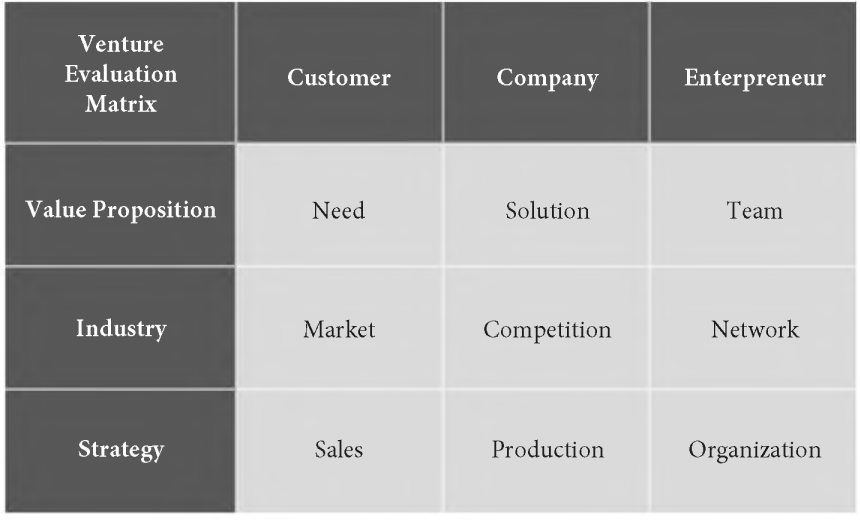 Venture
Evaluation
Matrix
Customer
Company
Enterpreneur
Value Proposition
Need
Solution
Team
Industry
Market
Competition
Network
Strategy
Sales
Production
Organization